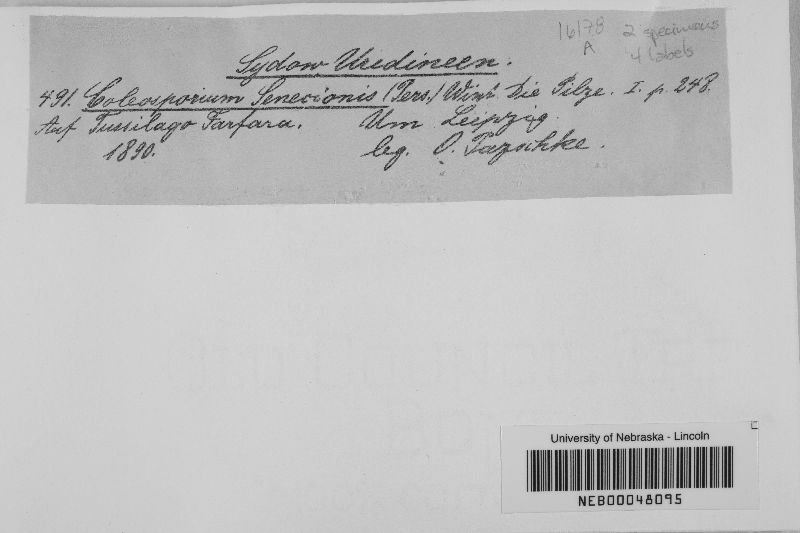 16178 2 specimens
A 4 labels
Sydow Uredineen.
491. Coleosporium Senecionis (Pers.) Wint. Die Pilze. I. p. 248.
Auf Tussilago Farfara. Um Leipzig.
1890. leg. O. Pazschke.
University of Nebraska - Lincoln
NEB00048095